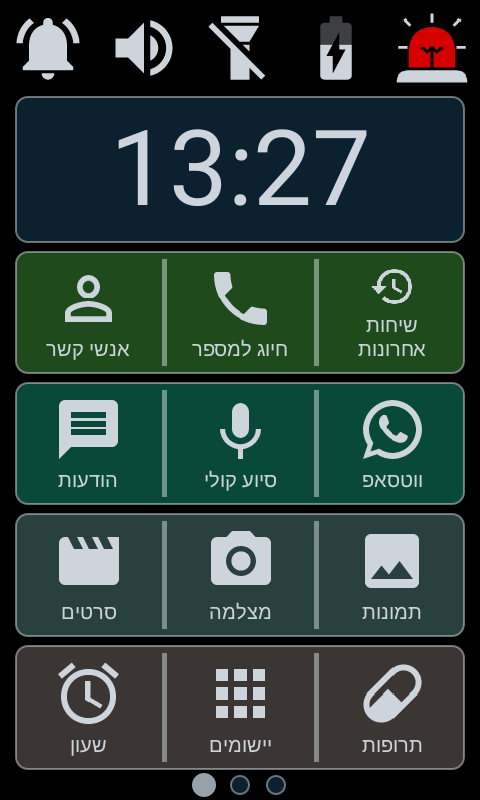 13:27
שיחות
אחרונות
חיוג למספר
אנשי קשר
ווטסאפ
סיוע קולי
הודעות
תמונות
מצלמה
סרטים
תרופות
יישומים
שעון